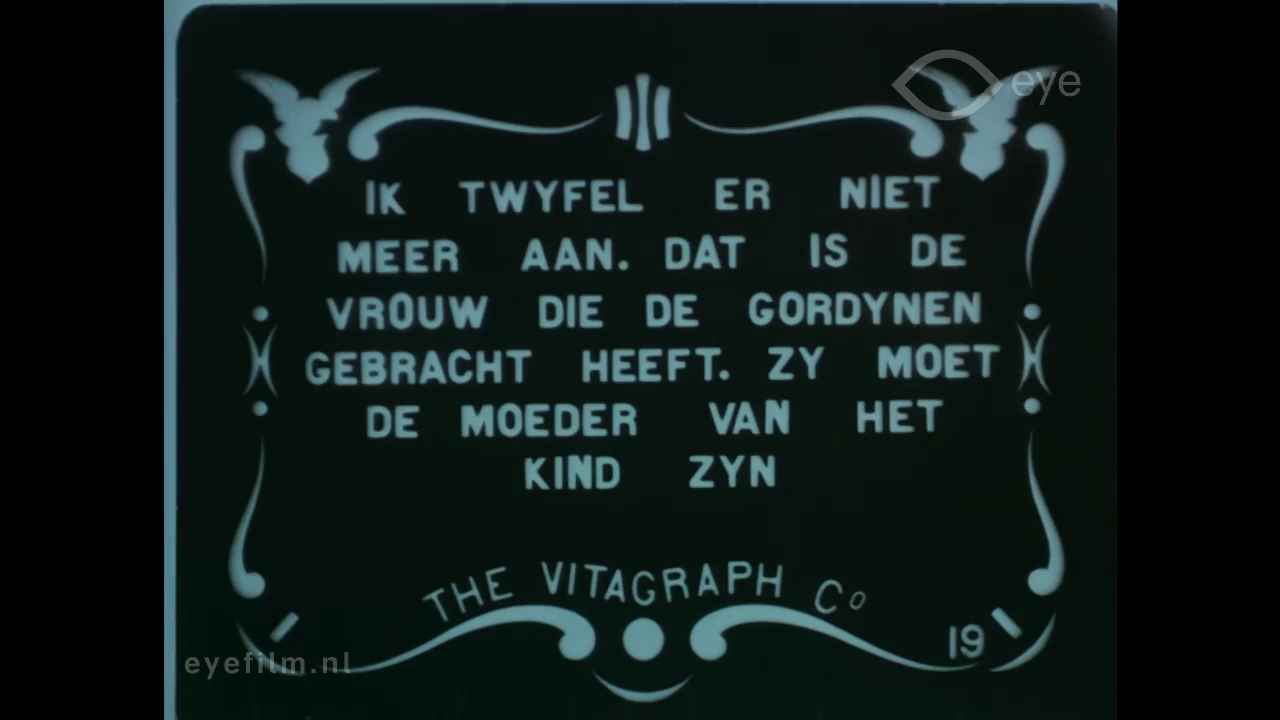 eye
IK TWYFEL ER NIET
MEER AAN. DAT IS DE
VROUW DIE DE GORDYNEN
GEBRACHT HEEFT. ZY MOET
DE MOEDER VAN HET
KIND ZYN
THE VITAGRAPH Co
19
eyefilm.nl